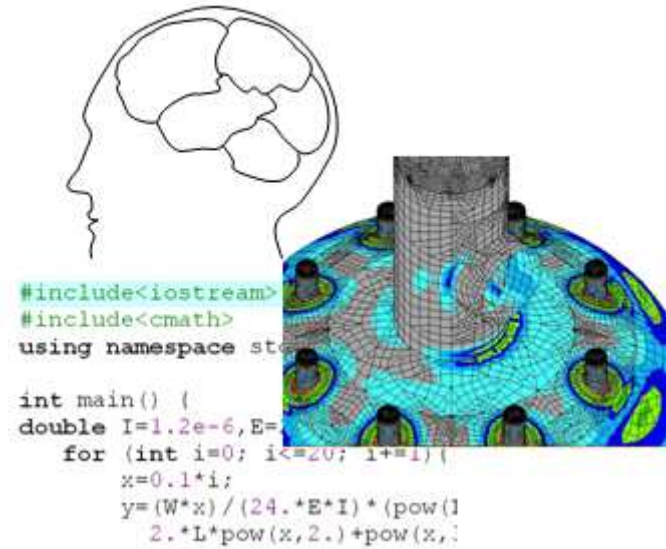 #include<iostream>
#include<cmath>
using namespace
int main() {
double I=1.2e-6,E=
for (int i=0; i<=20; i+=1){
x=0.1*i;
y=(W*x)/(24.*E*I)*(pow(
2.*L*pow(x,2.)+pow(x,